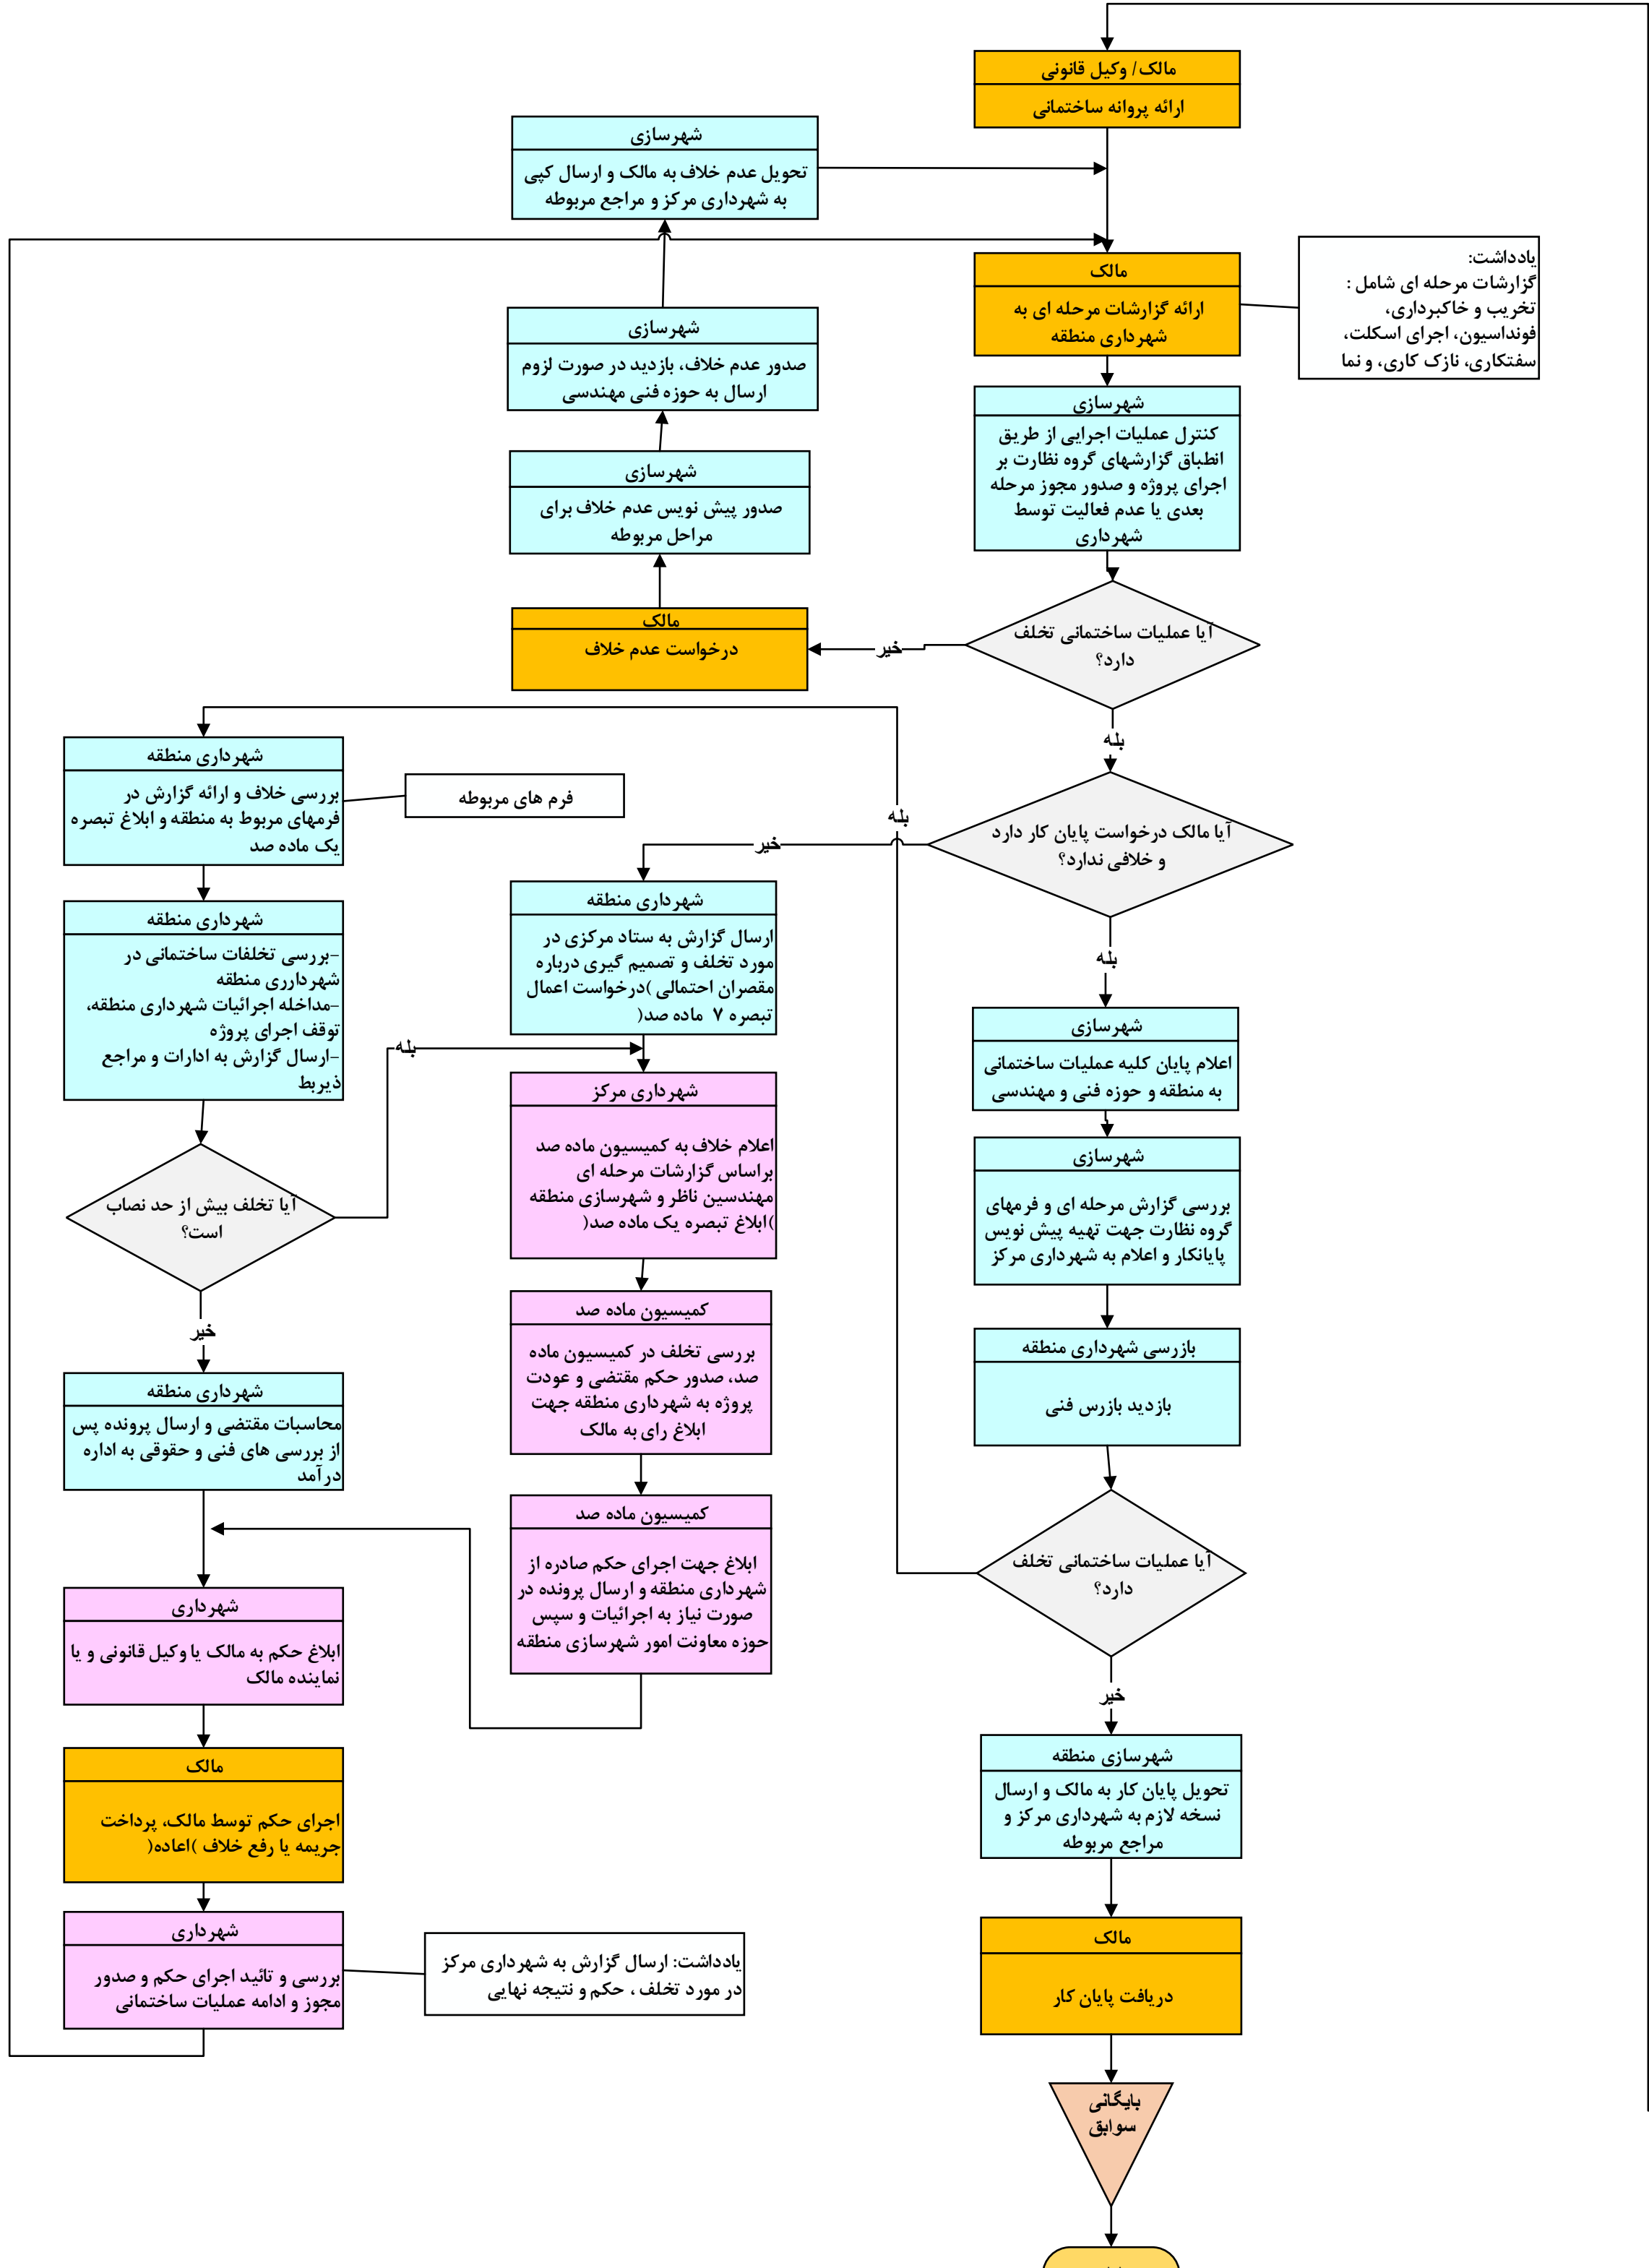 مالک/ وکیل قانونی
ارائه پروانه ساختمانی
شهرسازی
تحویل عدم خلاف به مالک و ارسال کپی
به شهرداری مرکز و مراجع مربوطه
مالک
ارائه گزارشات مرحله ای به
شهرداری منطقه
یادداشت:
گزارشات مرحله ای شامل :
تخریب و خاکبرداری،
فونداسیون، اجرای اسکلت،
سفتکاری، نازک کاری، و نما
شهرسازی
صدور عدم خلاف، بازدید در صورت لزوم
ارسال به حوزه فنی مهندسی
شهرسازی
کنترل عملیات اجرایی از طریق
انطباق گزارشهای گروه نظارت بر
اجرای پروژه و صدور مجوز مرحله
بعدی یا عدم فعالیت توسط
شهرداری
شهرسازی
صدور پیش نویس عدم خلاف برای
مراحل مربوطه
مالک
درخواست عدم خلاف
خیر
آیا عملیات ساختمانی تخلف
دارد؟
بله
آیا مالک درخواست پایان کار دارد
و خلافی ندارد؟
بله
خیر
بله
شهرداری منطقه
بررسی خلاف و ارائه گزارش در
فرمهای مربوط به منطقه و ابلاغ تبصره
یک ماده صد
فرم های مربوطه
شهرداری منطقه
-بررسی تخلفات ساختمانی در
شهردارری منطقه
-مداخله اجرائیات شهرداری منطقه،
توقف اجرای پروژه
-ارسال گزارش به ادارات و مراجع
ذیربط
شهرداری منطقه
ارسال گزارش به ستاد مرکزی در
مورد تخلف و تصمیم گیری درباره
مقصران احتمالی )درخواست اعمال
تبصره ۷ ماده صد(
بله
شهرداری مرکز
اعلام خلاف به کمیسیون ماده صد
براساس گزارشات مرحله ای
مهندسین ناظر و شهرسازی منطقه
)ابلاغ تبصره یک ماده صد(
شهرسازی
اعلام پایان کلیه عملیات ساختمانی
به منطقه و حوزه فنی و مهندسی
شهرسازی
بررسی گزارش مرحله ای و فرمهای
گروه نظارت جهت تهیه پیش نویس
پایانکار و اعلام به شهرداری مرکز
آیا تخلف بیش از حد نصاب
است؟
خیر
کمیسیون ماده صد
بررسی تخلف در کمیسیون ماده
صد، صدور حکم مقتضی و عودت
پروژه به شهرداری منطقه جهت
ابلاغ رای به مالک
بازرسی شهرداری منطقه
بازدید بازرس فنی
شهرداری منطقه
محاسبات مقتضی و ارسال پرونده پس
از بررسی های فنی و حقوقی به اداره
درآمد
کمیسیون ماده صد
ابلاغ جهت اجرای حکم صادره از
شهرداری منطقه و ارسال پرونده در
صورت نیاز به اجرائیات و سپس
حوزه معاونت امور شهرسازی منطقه
آیا عملیات ساختمانی تخلف
دارد؟
خیر
شهرداری
ابلاغ حکم به مالک یا وکیل قانونی و یا
نماینده مالک
مالک
اجرای حکم توسط مالک، پرداخت
جریمه یا رفع خلاف )اعاده(
شهرسازی منطقه
تحویل پایان کار به مالک و ارسال
نسخه لازم به شهرداری مرکز و
مراجع مربوطه
شهرداری
بررسی و تائید اجرای حکم و صدور
مجوز و ادامه عملیات ساختمانی
یادداشت: ارسال گزارش به شهرداری مرکز
در مورد تخلف ، حکم و نتیجه نهایی
مالک
دریافت پایان کار
بایگانی
سوابق